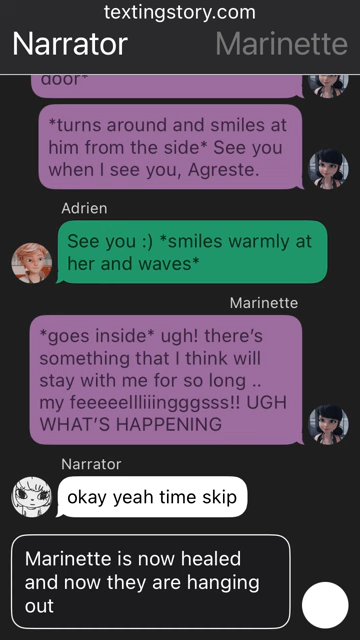 textingstory.com
Narrator
Marinette
door*
*turns around and smiles at
him from the side* See you
when I see you, Agreste.
Adrien
See you :) *smiles warmly at
her and waves*
Marinette
*goes inside* ugh! there's
something that I think will
stay with me for so long ..
my feeeeellliiingggsss!! UGH
WHAT'S HAPPENING
Narrator
okay yeah time skip
Marinette is now healed
and now they are hanging
out